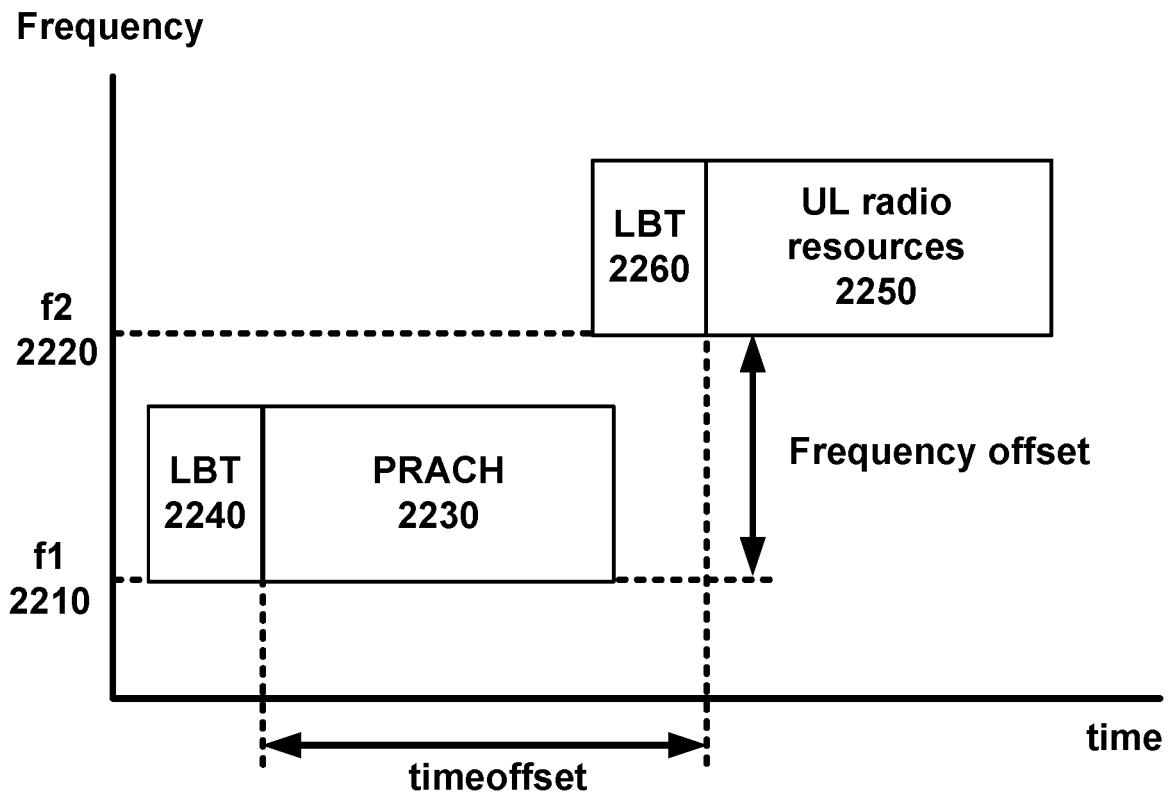 Frequency
LBT
2260
UL radio
resources
2250
f2
2220
Frequency offset
LBT
2240
PRACH
2230
f1
2210
time
timeoffset